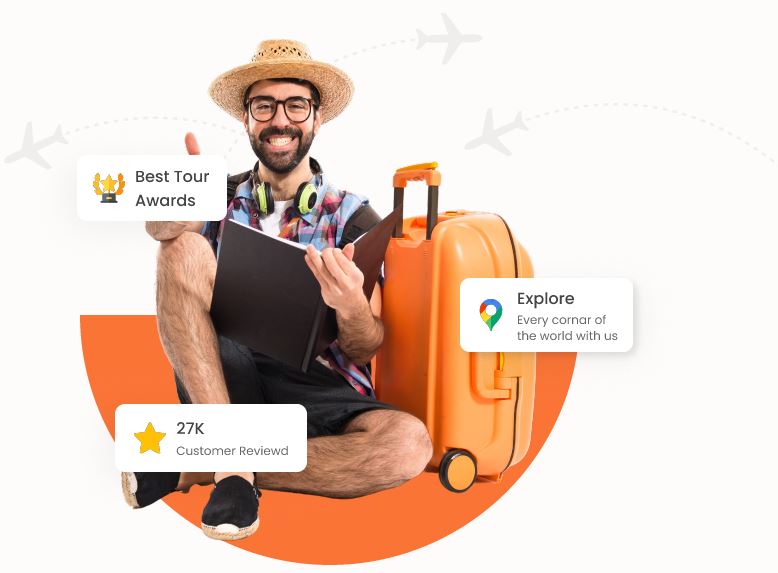 Best Tour
Awards
Explore
Every cornar of
the world with us
27K
Customer Reviewd